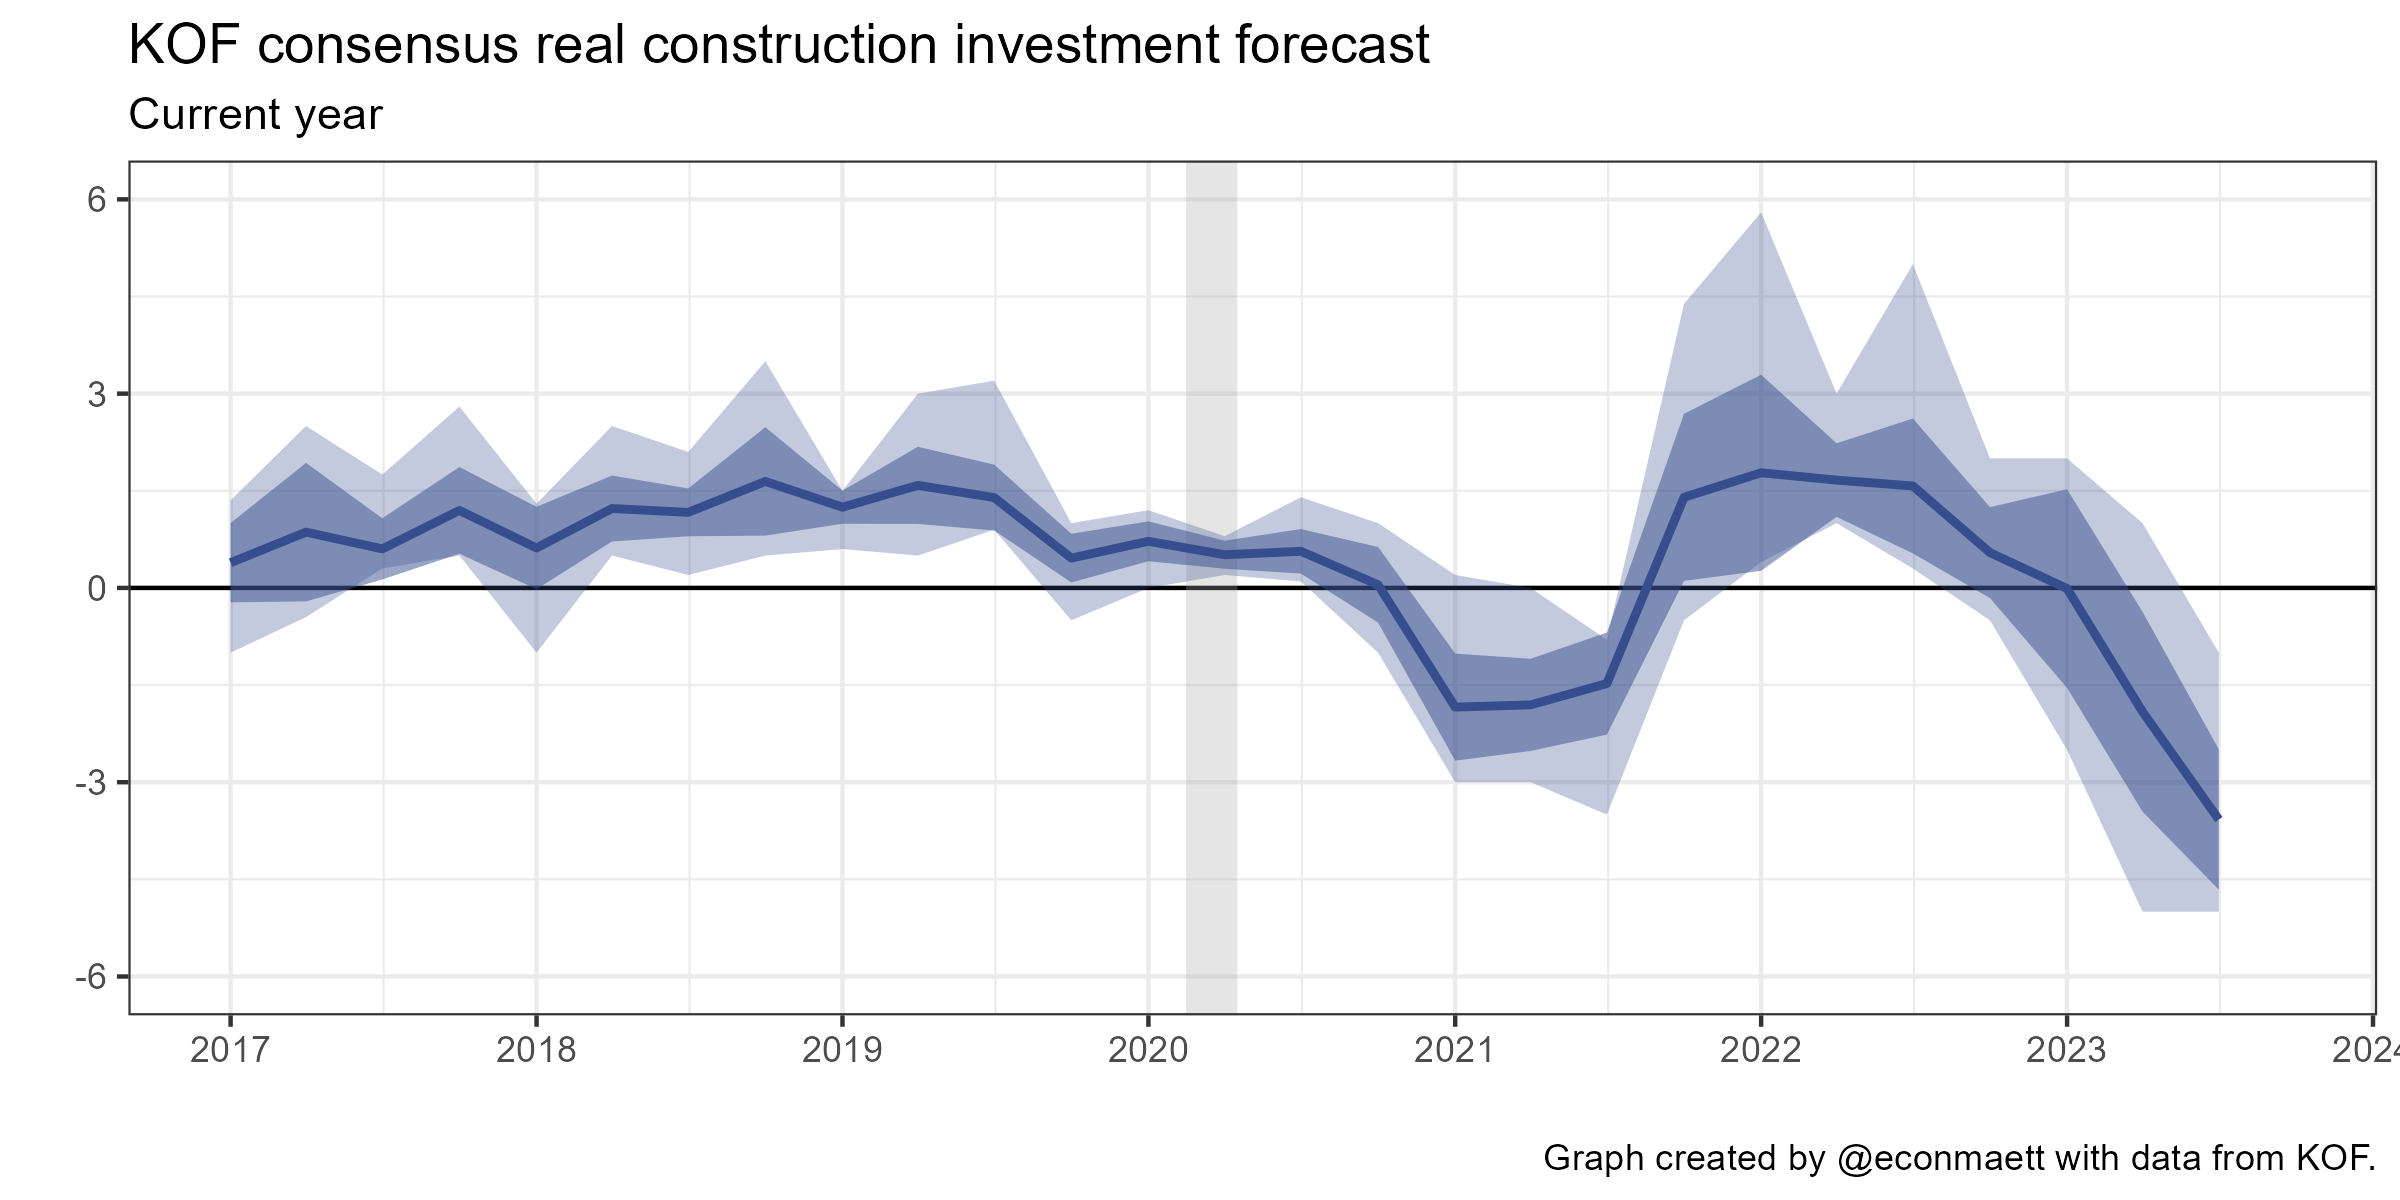 KOF consensus real construction investment forecast
Current year
6
3
0
-3
-6
2017 2018 2019 2020 2021 2022 2023 2024
Graph created by @econmaett with data from KOF.